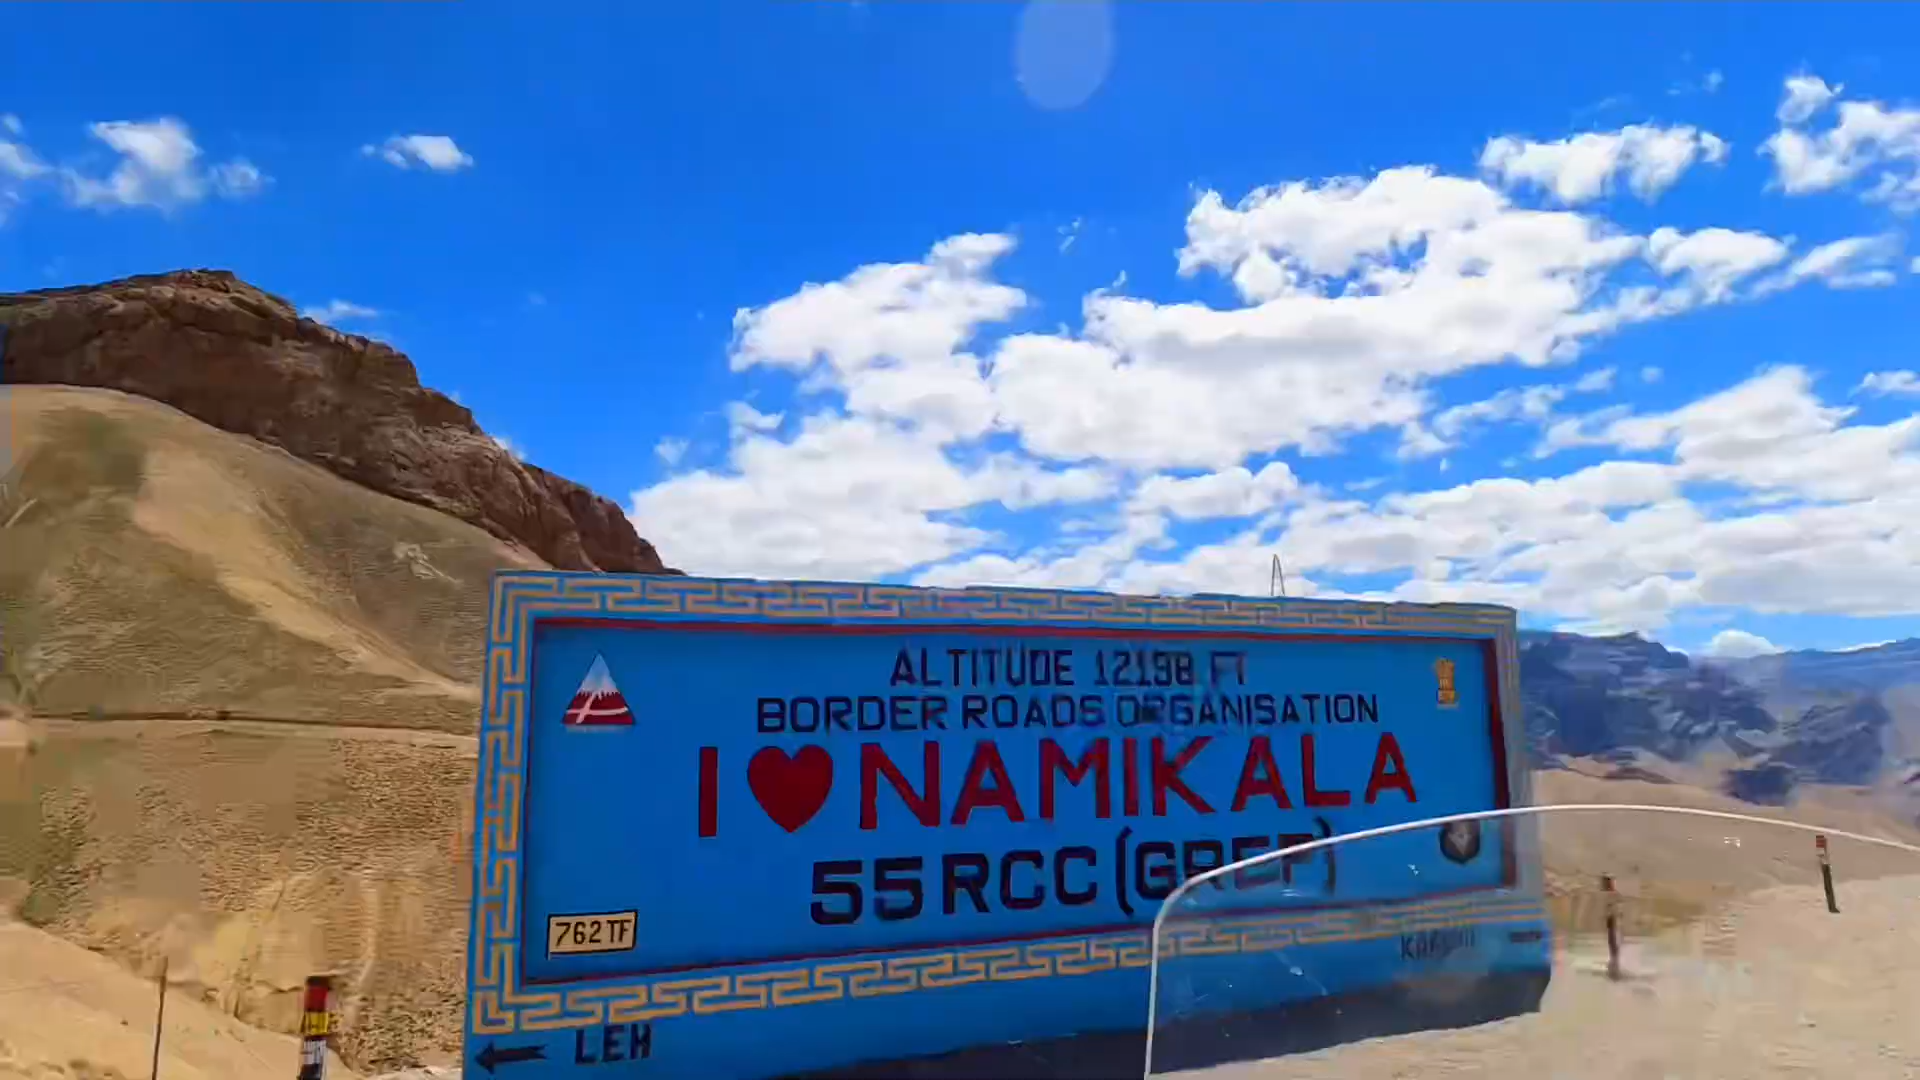 ALTITUDE 12198 FT
BORDER ROADS ORGANISATION
I ❤ NAMIKALA
55 RCC (GREF)
762 TF
← LEH